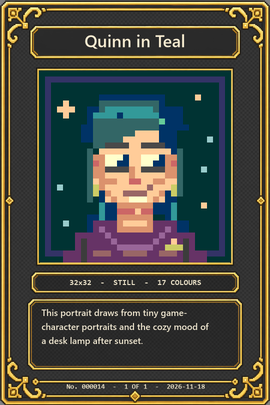 Quinn in Teal
32x32 - STILL - 17 COLOURS
This portrait draws from tiny game-
character portraits and the cozy mood of
a desk lamp after sunset.
No. 000014 - 1 OF 1 - 2026-11-18